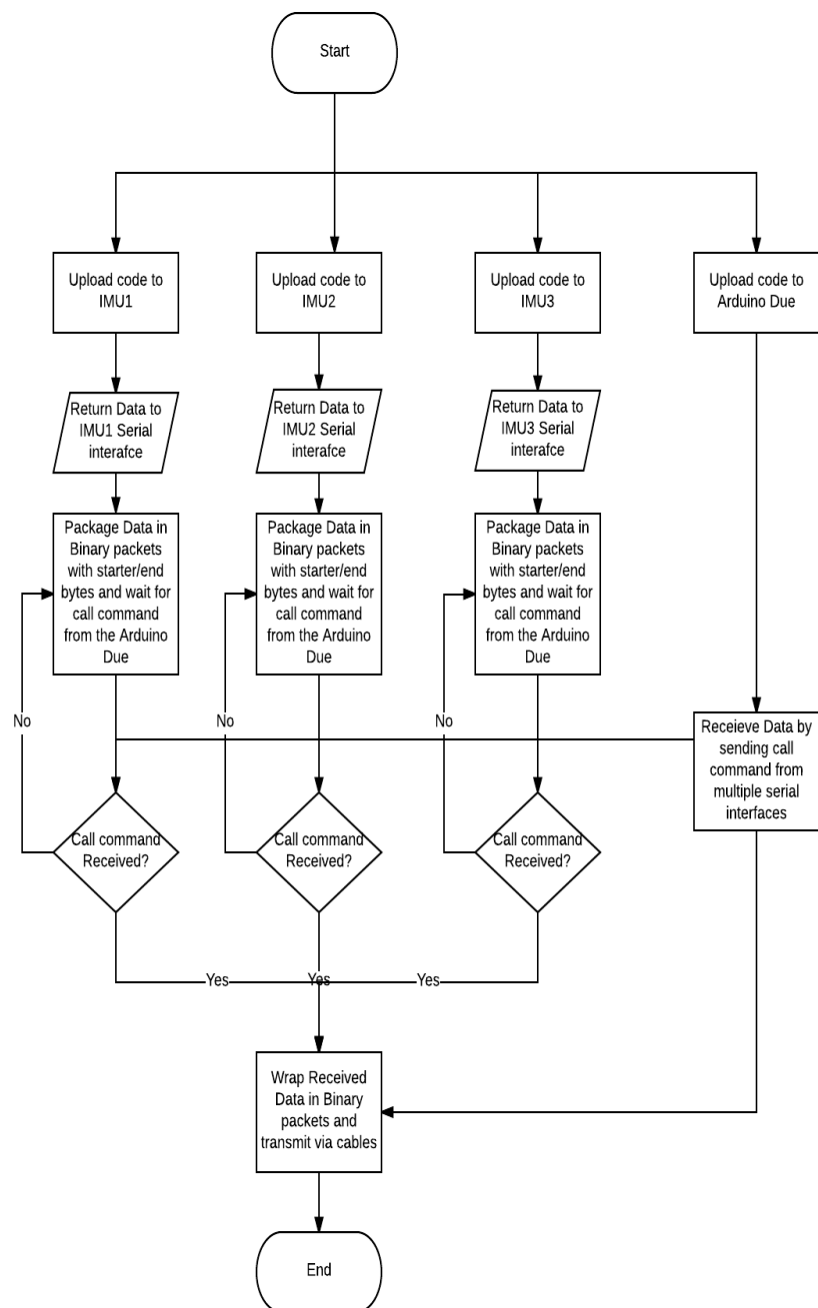 Start
Upload code to
IMU1
Upload code to
IMU2
Upload code to
IMU3
Upload code to
Arduino Due
Return Data to
IMU1 Serial
interafce
Return Data to
IMU2 Serial
interafce
Return Data to
IMU3 Serial
interafce
Package Data in
Binary packets
with starter/end
bytes and wait for
call command
from the Arduino
Due
Package Data in
Binary packets
with starter/end
bytes and wait for
call command
from the Arduino
Due
Package Data in
Binary packets
with starter/end
bytes and wait for
call command
from the Arduino
Due
No
No
No
Receieve Data by
sending call
command from
multiple serial
interfaces
Call command
Received?
Call command
Received?
Call command
Received?
Yes
Yes
Yes
Wrap Received
Data in Binary
packets and
transmit via cables
End